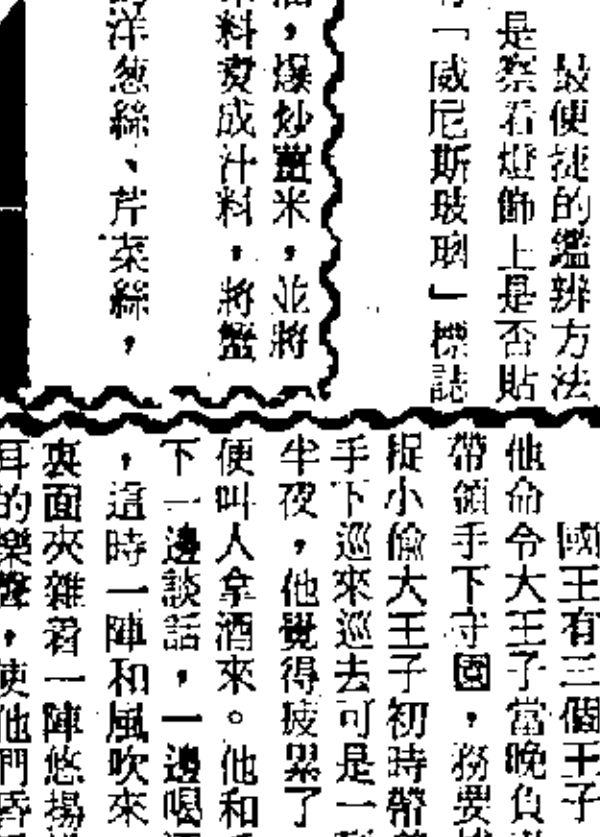 最便捷的鑑辨方法
是察看燈飾上是否貼
「威尼斯玻璃」標誌
，爆炒薑米，並將
料煑成汁料，將蟹
洋葱絲、芹菜絲，
國王有三個王子
他命令大王子當晚負
帶領手下守園，務要
捉小偷大王子初時帶
手下巡來巡去可是一
半夜，他覺得疲累了
便叫人拿酒來。他和
下一邊談話，一邊喝
，這時一陣和風吹來
裏面夾雜着一陣悠揚
耳的樂聲，使他們昏